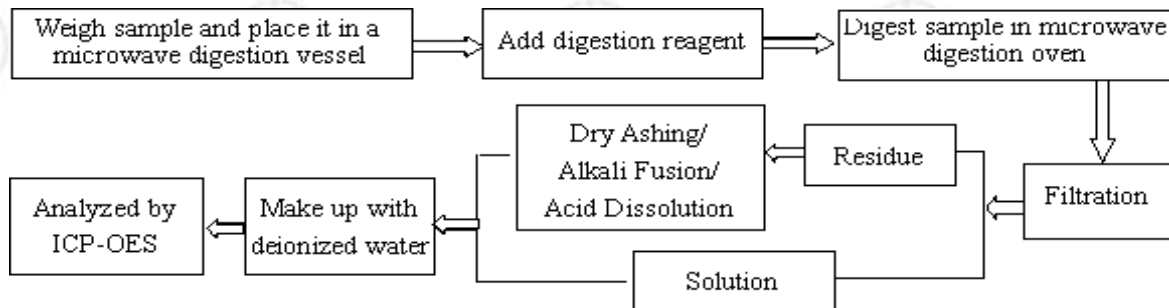 Weigh sample and place it in a
microwave digestion vessel
Add digestion reagent
Digest sample in microwave
digestion oven
Filtration
Residue
Dry Ashing/
Alkali Fusion/
Acid Dissolution
Solution
Make up with
deionized water
Analyzed by
ICP-OES